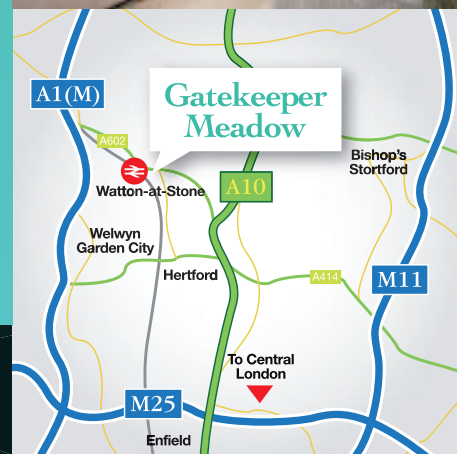 A1(M)
Gatekeeper
Meadow
A602
Bishop's
Stortford
Watton-at-Stone
A10
Welwyn
Garden City
Hertford
A414
M11
To Central
London
M25
Enfield